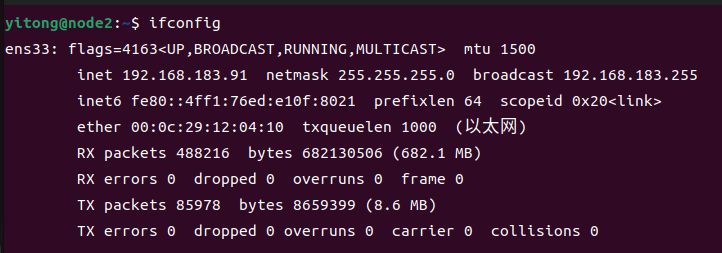 yitong@node2:~$ ifconfig
ens33: flags=4163<UP,BROADCAST,RUNNING,MULTICAST>  mtu 1500
        inet 192.168.183.91  netmask 255.255.255.0  broadcast 192.168.183.255
        inet6 fe80::4ff1:76ed:e10f:8021  prefixlen 64  scopeid 0x20<link>
        ether 00:0c:29:12:04:10  txqueuelen 1000  (以太网)
        RX packets 488216  bytes 682130506 (682.1 MB)
        RX errors 0  dropped 0  overruns 0  frame 0
        TX packets 85978  bytes 8659399 (8.6 MB)
        TX errors 0  dropped 0 overruns 0  carrier 0  collisions 0